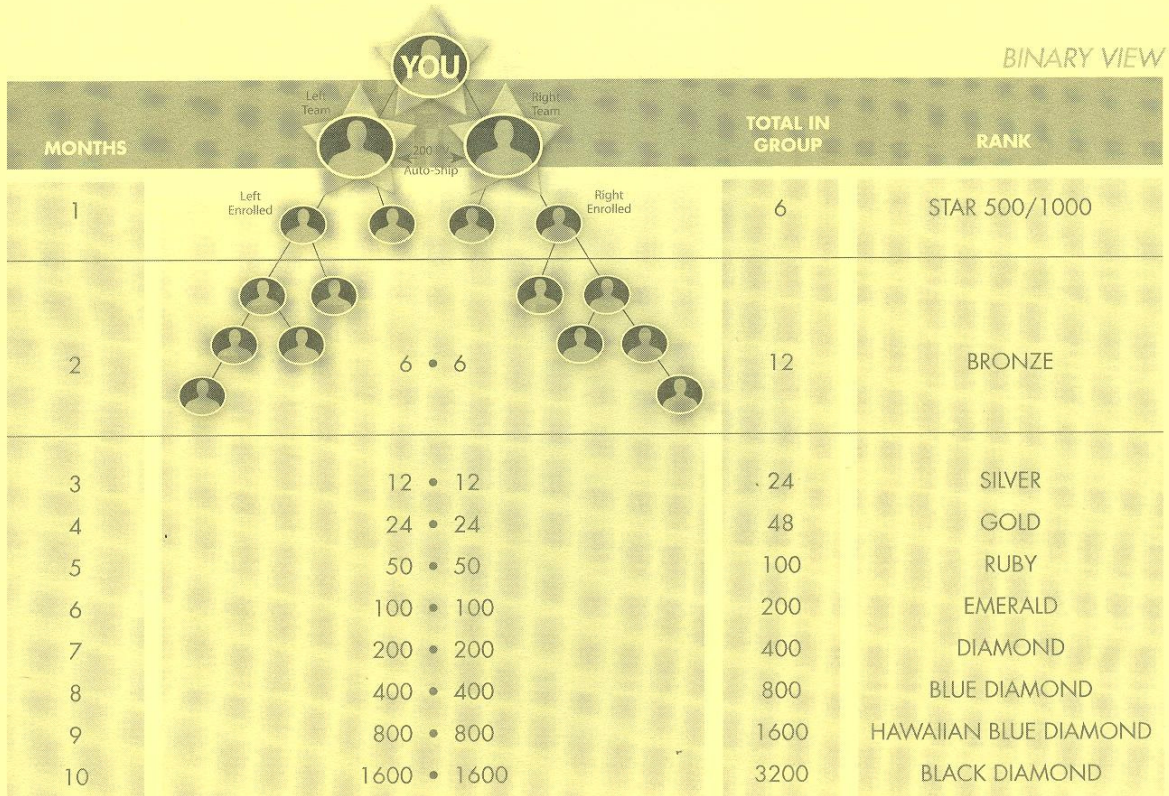 YOU
BINARY VIEW
Left
Team
Right
Team
MONTHS
TOTAL IN
GROUP
RANK
200
Auto-Ship
Left
Enrolled
Right
Enrolled
1 6 STAR 500/1000
2 6 • 6 12 BRONZE
3 12 • 12 24 SILVER
4 24 • 24 48 GOLD
5 50 • 50 100 RUBY
6 100 • 100 200 EMERALD
7 200 • 200 400 DIAMOND
8 400 • 400 800 BLUE DIAMOND
9 800 • 800 1600 HAWAIIAN BLUE DIAMOND
10 1600 • 1600 3200 BLACK DIAMOND